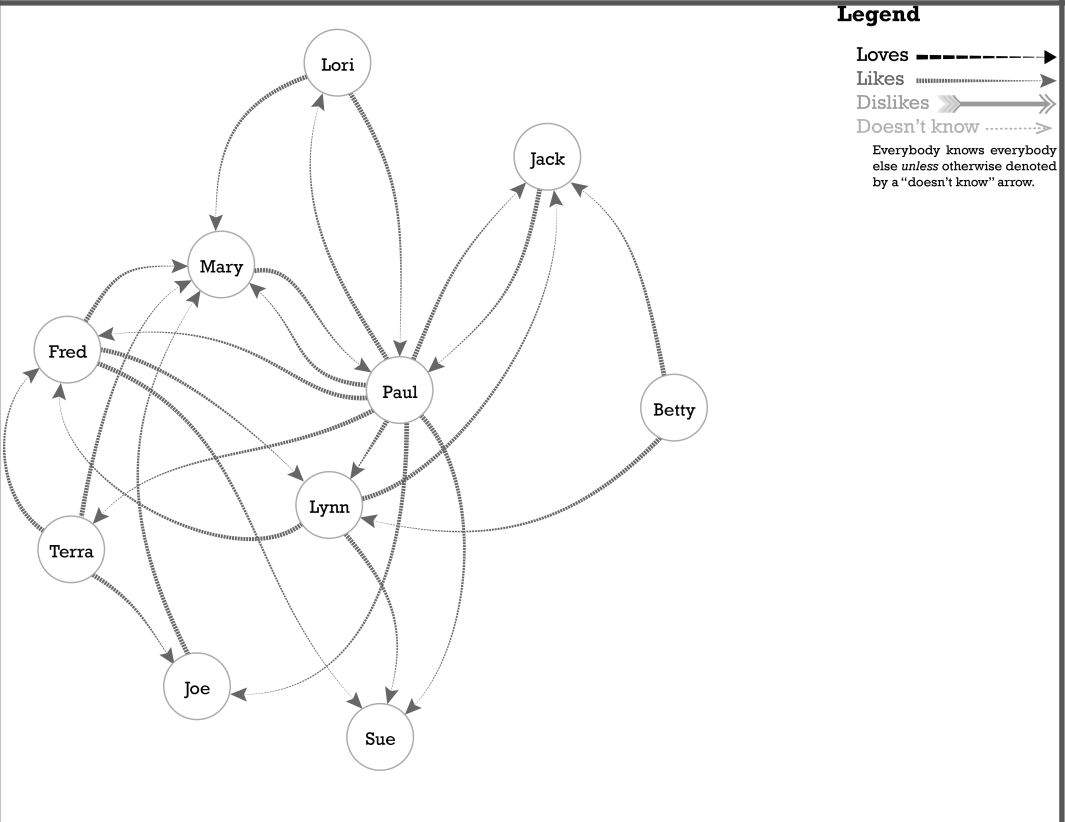 Legend
Loves
Likes
Dislikes
Doesn't know
Everybody knows everybody
else unless otherwise denoted
by a “doesn't know” arrow.
Lori
Jack
Mary
Fred
Paul
Betty
Lynn
Terra
Joe
Sue